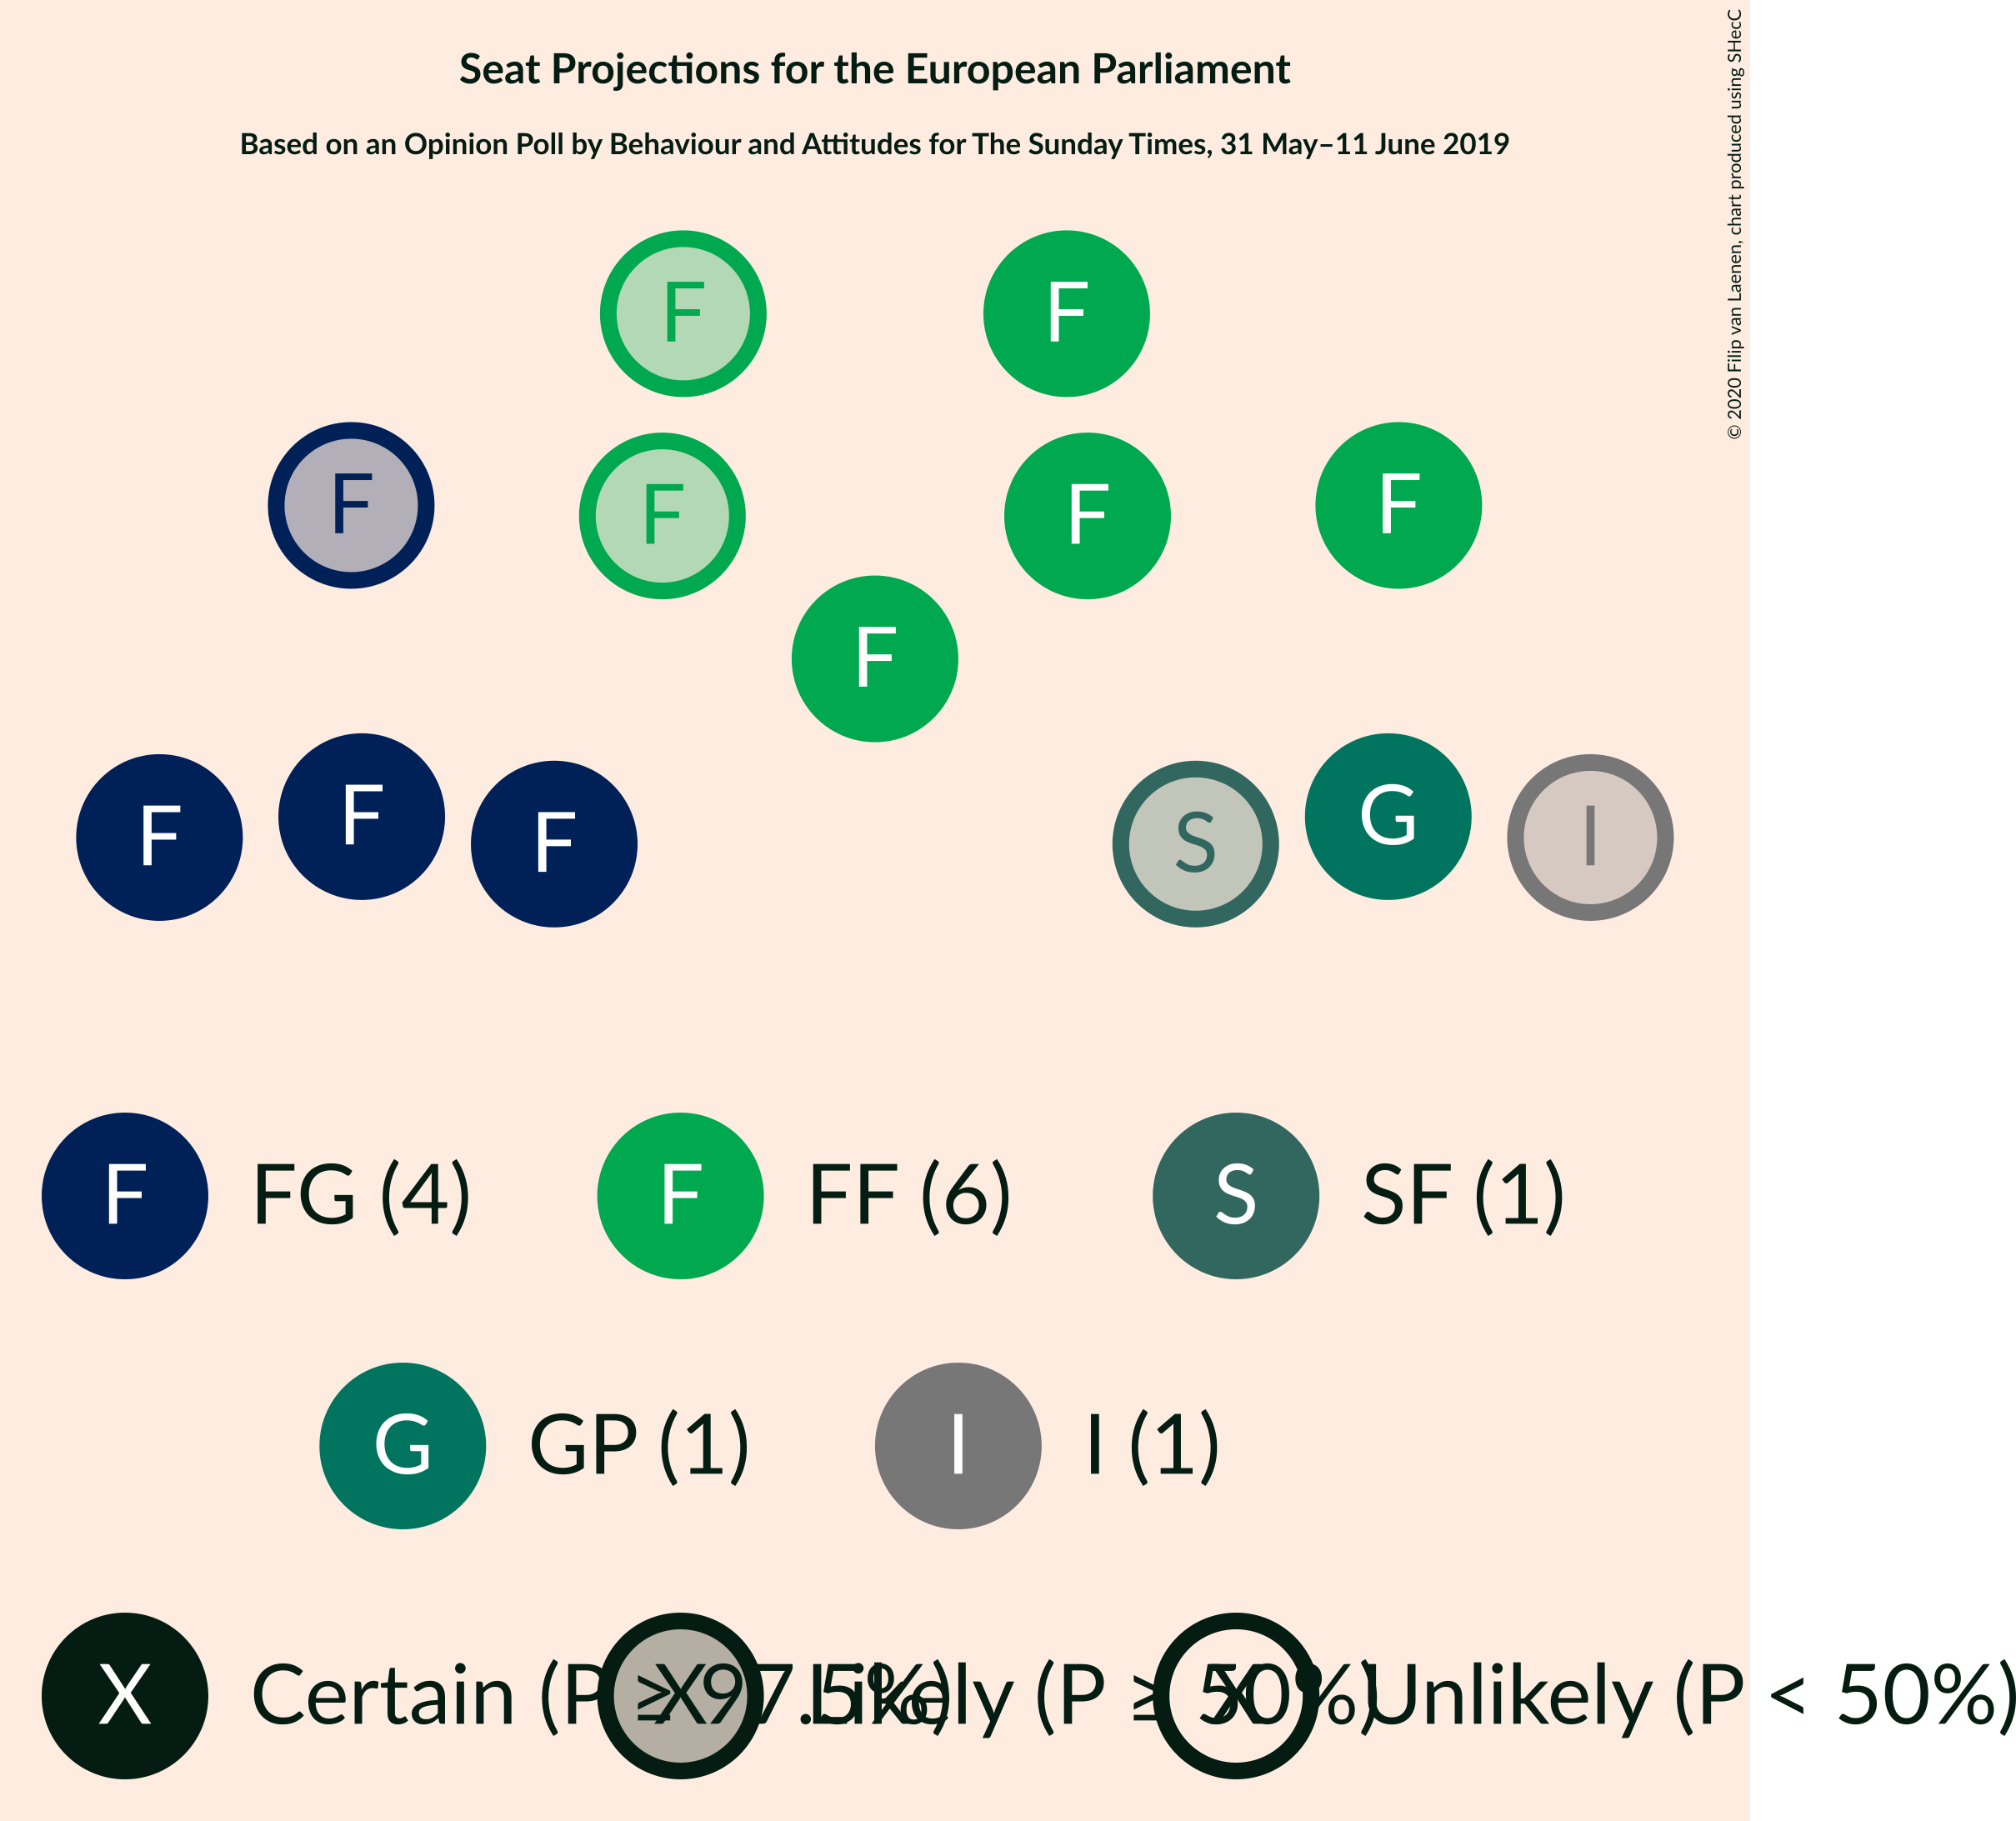 Seat Projections for the European Parliament
Based on an Opinion Poll by Behaviour and Attitudes for The Sunday Times, 31 May–11 June 2019
© 2020 Filip van Laenen, chart produced using SHecC
F F
F F F F
F
F F F S G I
F FG (4) F FF (6) S SF (1)
G GP (1) I I (1)
X Certain (P ≥ 97.5%) X Likely (P ≥ 50%) X Unlikely (P < 50%)